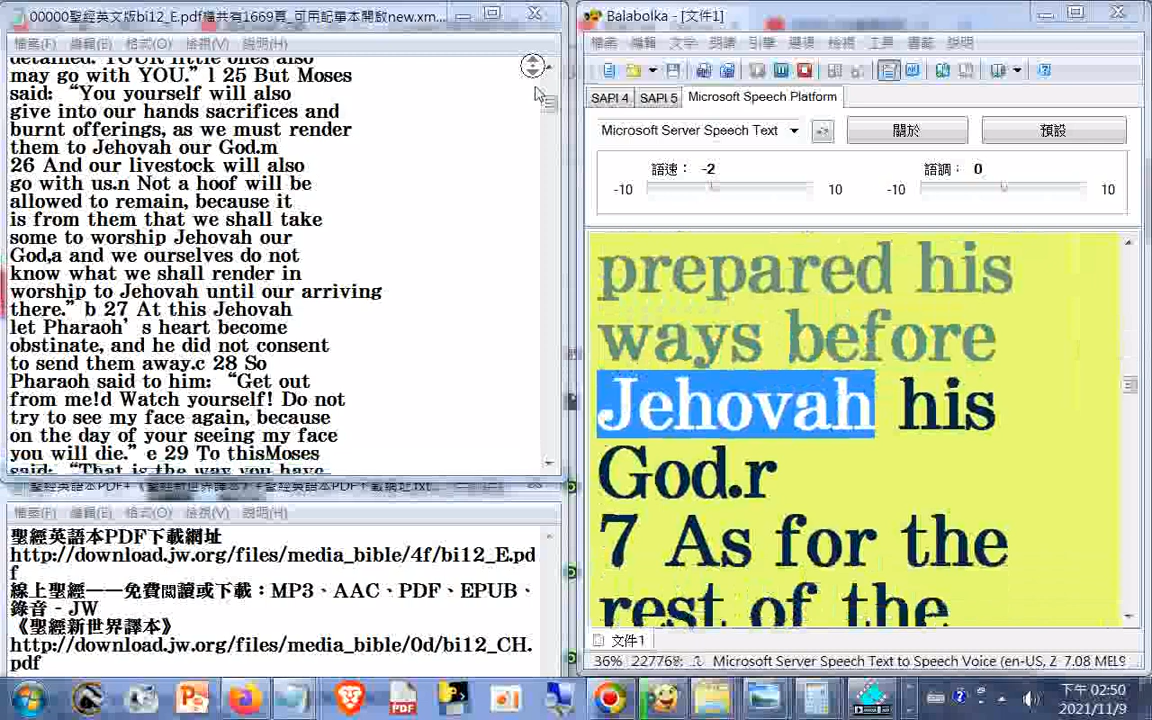 00000聖經英文版bi12_E.pdf檔共有1669頁_可用記事本開啟new.xm...
檔案(F) 編輯(E) 格式(O) 檢視(V) 說明(H)
detained. YOUR little ones also
may go with YOU.” l 25 But Moses
said: “You yourself will also
give into our hands sacrifices and
burnt offerings, as we must render
them to Jehovah our God.m
26 And our livestock will also
go with us.n Not a hoof will be
allowed to remain, because it
is from them that we shall take
some to worship Jehovah our
God,a and we ourselves do not
know what we shall render in
worship to Jehovah until our arriving
there.” b 27 At this Jehovah
let Pharaoh’s heart become
obstinate, and he did not consent
to send them away.c 28 So
Pharaoh said to him: “Get out
from me!d Watch yourself! Do not
try to see my face again, because
on the day of your seeing my face
you will die.” e 29 To thisMoses
said: “That is the way you have
檔案(F) 編輯(E) 格式(O) 檢視(V) 說明(H)
聖經英語本PDF下載網址
http://download.jw.org/files/media_bible/4f/bi12_E.pd
f
線上聖經——免費閱讀或下載：MP3、AAC、PDF、EPUB、
錄音 - JW
《聖經新世界譯本》
http://download.jw.org/files/media_bible/0d/bi12_CH.
pdf
Balabolka - [文件1]
檔案 編輯 文字 朗讀 引擎 選項 檢視 工具 書籤 說明
SAPI 4 SAPI 5 Microsoft Speech Platform
Microsoft Server Speech Text 關於 預設
語速： -2 語調： 0
-10 10 -10 10
prepared his
ways before
Jehovah his
God.r
7 As for the
rest of the
文件1
36% Microsoft Server Speech Text to Speech Voice (en-US, Z
下午 02:50
2021/11/9